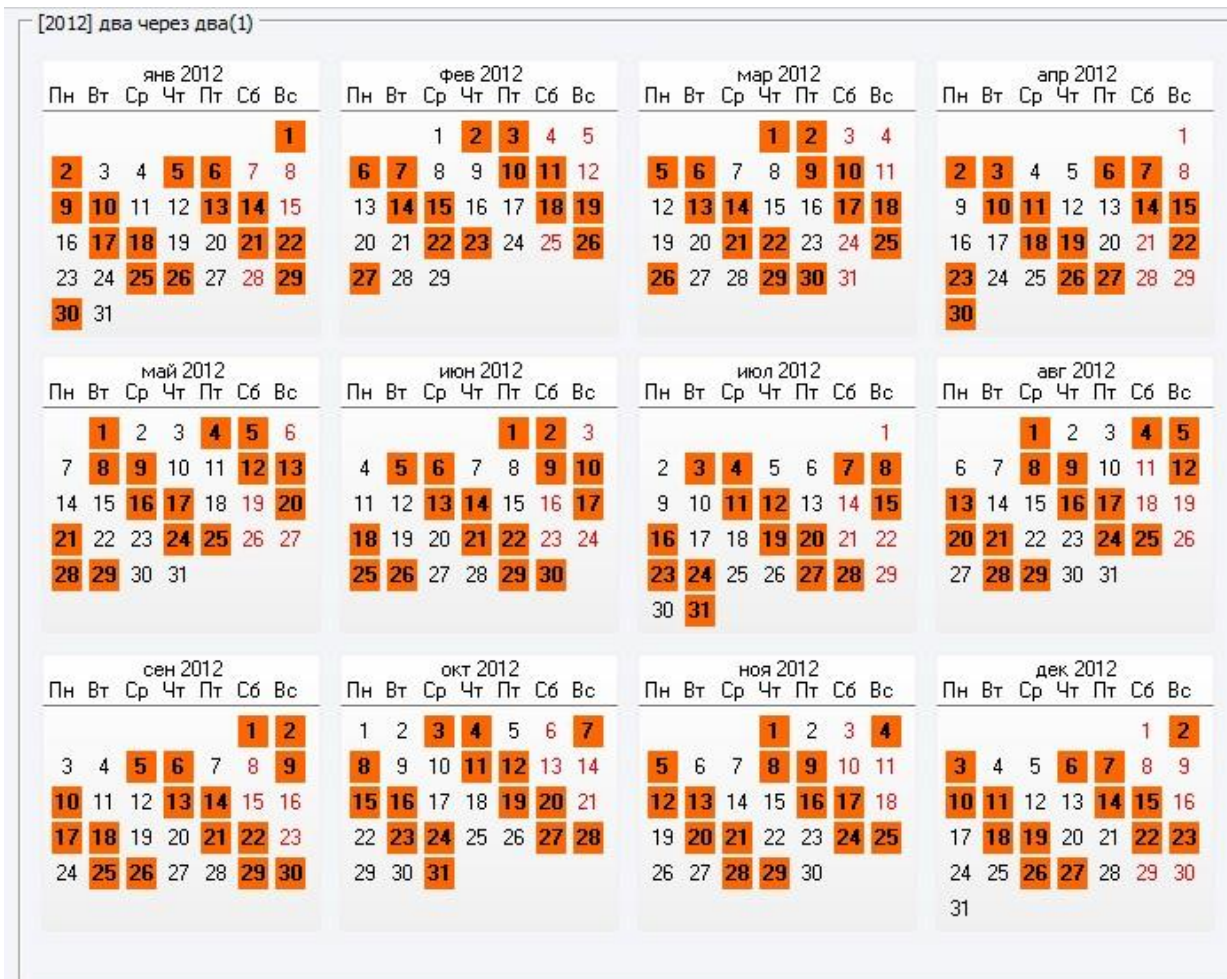 [2012] два через два(1)
янв 2012 фев 2012 мар 2012 апр 2012
Пн Вт Ср Чт Пт Сб Вс Пн Вт Ср Чт Пт Сб Вс Пн Вт Ср Чт Пт Сб Вс Пн Вт Ср Чт Пт Сб Вс
1 1 2 3 4 5 1 2 3 4 1
2 3 4 5 6 7 8 6 7 8 9 10 11 12 5 6 7 8 9 10 11 2 3 4 5 6 7 8
9 10 11 12 13 14 15 13 14 15 16 17 18 19 12 13 14 15 16 17 18 9 10 11 12 13 14 15
16 17 18 19 20 21 22 20 21 22 23 24 25 26 19 20 21 22 23 24 25 16 17 18 19 20 21 22
23 24 25 26 27 28 29 27 28 29 26 27 28 29 30 31 23 24 25 26 27 28 29
30 31 30
май 2012 июн 2012 июл 2012 авг 2012
Пн Вт Ср Чт Пт Сб Вс Пн Вт Ср Чт Пт Сб Вс Пн Вт Ср Чт Пт Сб Вс Пн Вт Ср Чт Пт Сб Вс
1 2 3 4 5 6 1 2 3 1 1 2 3 4 5
7 8 9 10 11 12 13 4 5 6 7 8 9 10 2 3 4 5 6 7 8 6 7 8 9 10 11 12
14 15 16 17 18 19 20 11 12 13 14 15 16 17 9 10 11 12 13 14 15 13 14 15 16 17 18 19
21 22 23 24 25 26 27 18 19 20 21 22 23 24 16 17 18 19 20 21 22 20 21 22 23 24 25 26
28 29 30 31 25 26 27 28 29 30 23 24 25 26 27 28 29 27 28 29 30 31
30 31
сен 2012 окт 2012 ноя 2012 дек 2012
Пн Вт Ср Чт Пт Сб Вс Пн Вт Ср Чт Пт Сб Вс Пн Вт Ср Чт Пт Сб Вс Пн Вт Ср Чт Пт Сб Вс
1 2 1 2 3 4 5 6 7 1 2 3 4 1 2
3 4 5 6 7 8 9 8 9 10 11 12 13 14 5 6 7 8 9 10 11 3 4 5 6 7 8 9
10 11 12 13 14 15 16 15 16 17 18 19 20 21 12 13 14 15 16 17 18 10 11 12 13 14 15 16
17 18 19 20 21 22 23 22 23 24 25 26 27 28 19 20 21 22 23 24 25 17 18 19 20 21 22 23
24 25 26 27 28 29 30 29 30 31 26 27 28 29 30 24 25 26 27 28 29 30
31